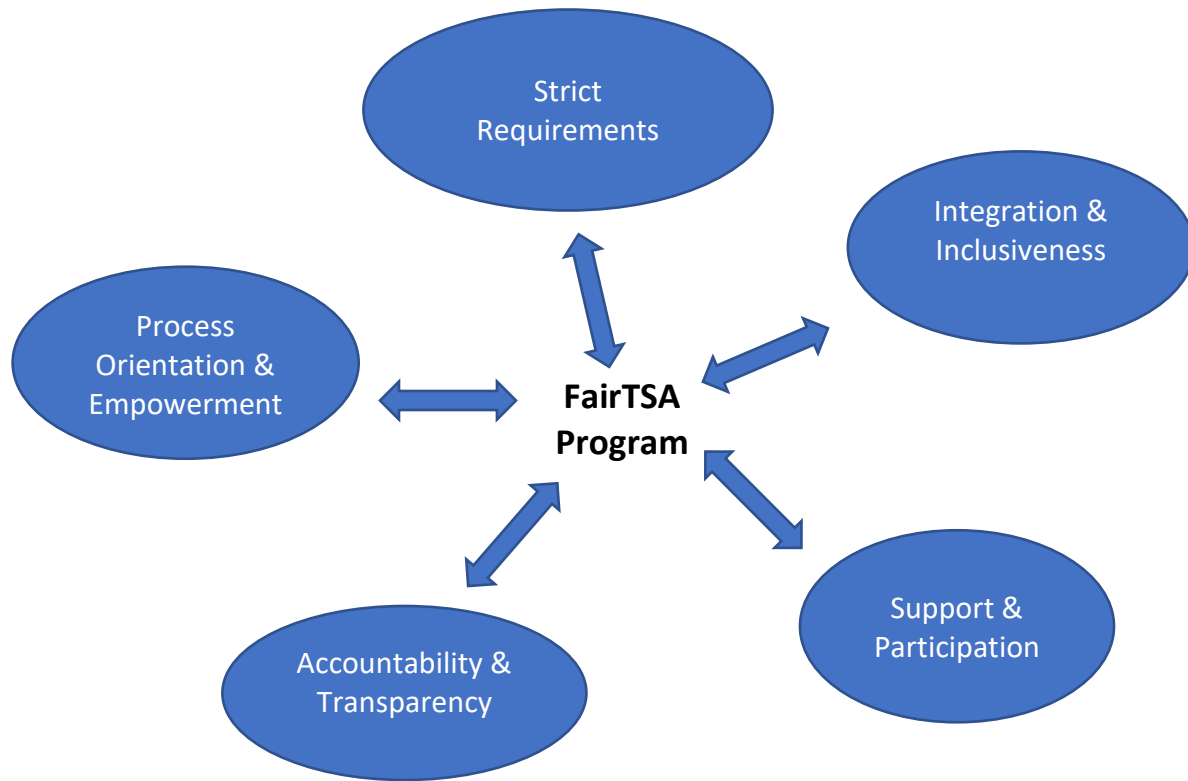 Strict
Requirements
Integration &
Inclusiveness
Process
Orientation &
Empowerment
FairTSA
Program
Support &
Participation
Accountability &
Transparency